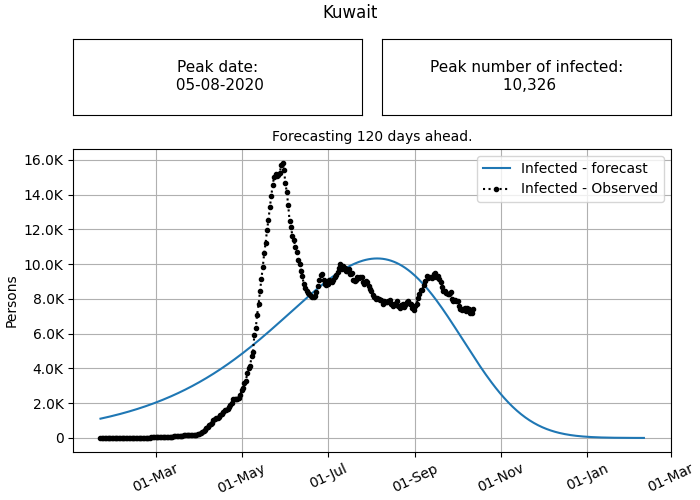 Kuwait
Peak date:
05-08-2020
Peak number of infected:
10,326
Forecasting 120 days ahead.
Infected - forecast
Infected - Observed
Persons
16.0K
14.0K
12.0K
10.0K
8.0K
6.0K
4.0K
2.0K
0
01-Mar
01-May
01-Jul
01-Sep
01-Nov
01-Jan
01-Mar